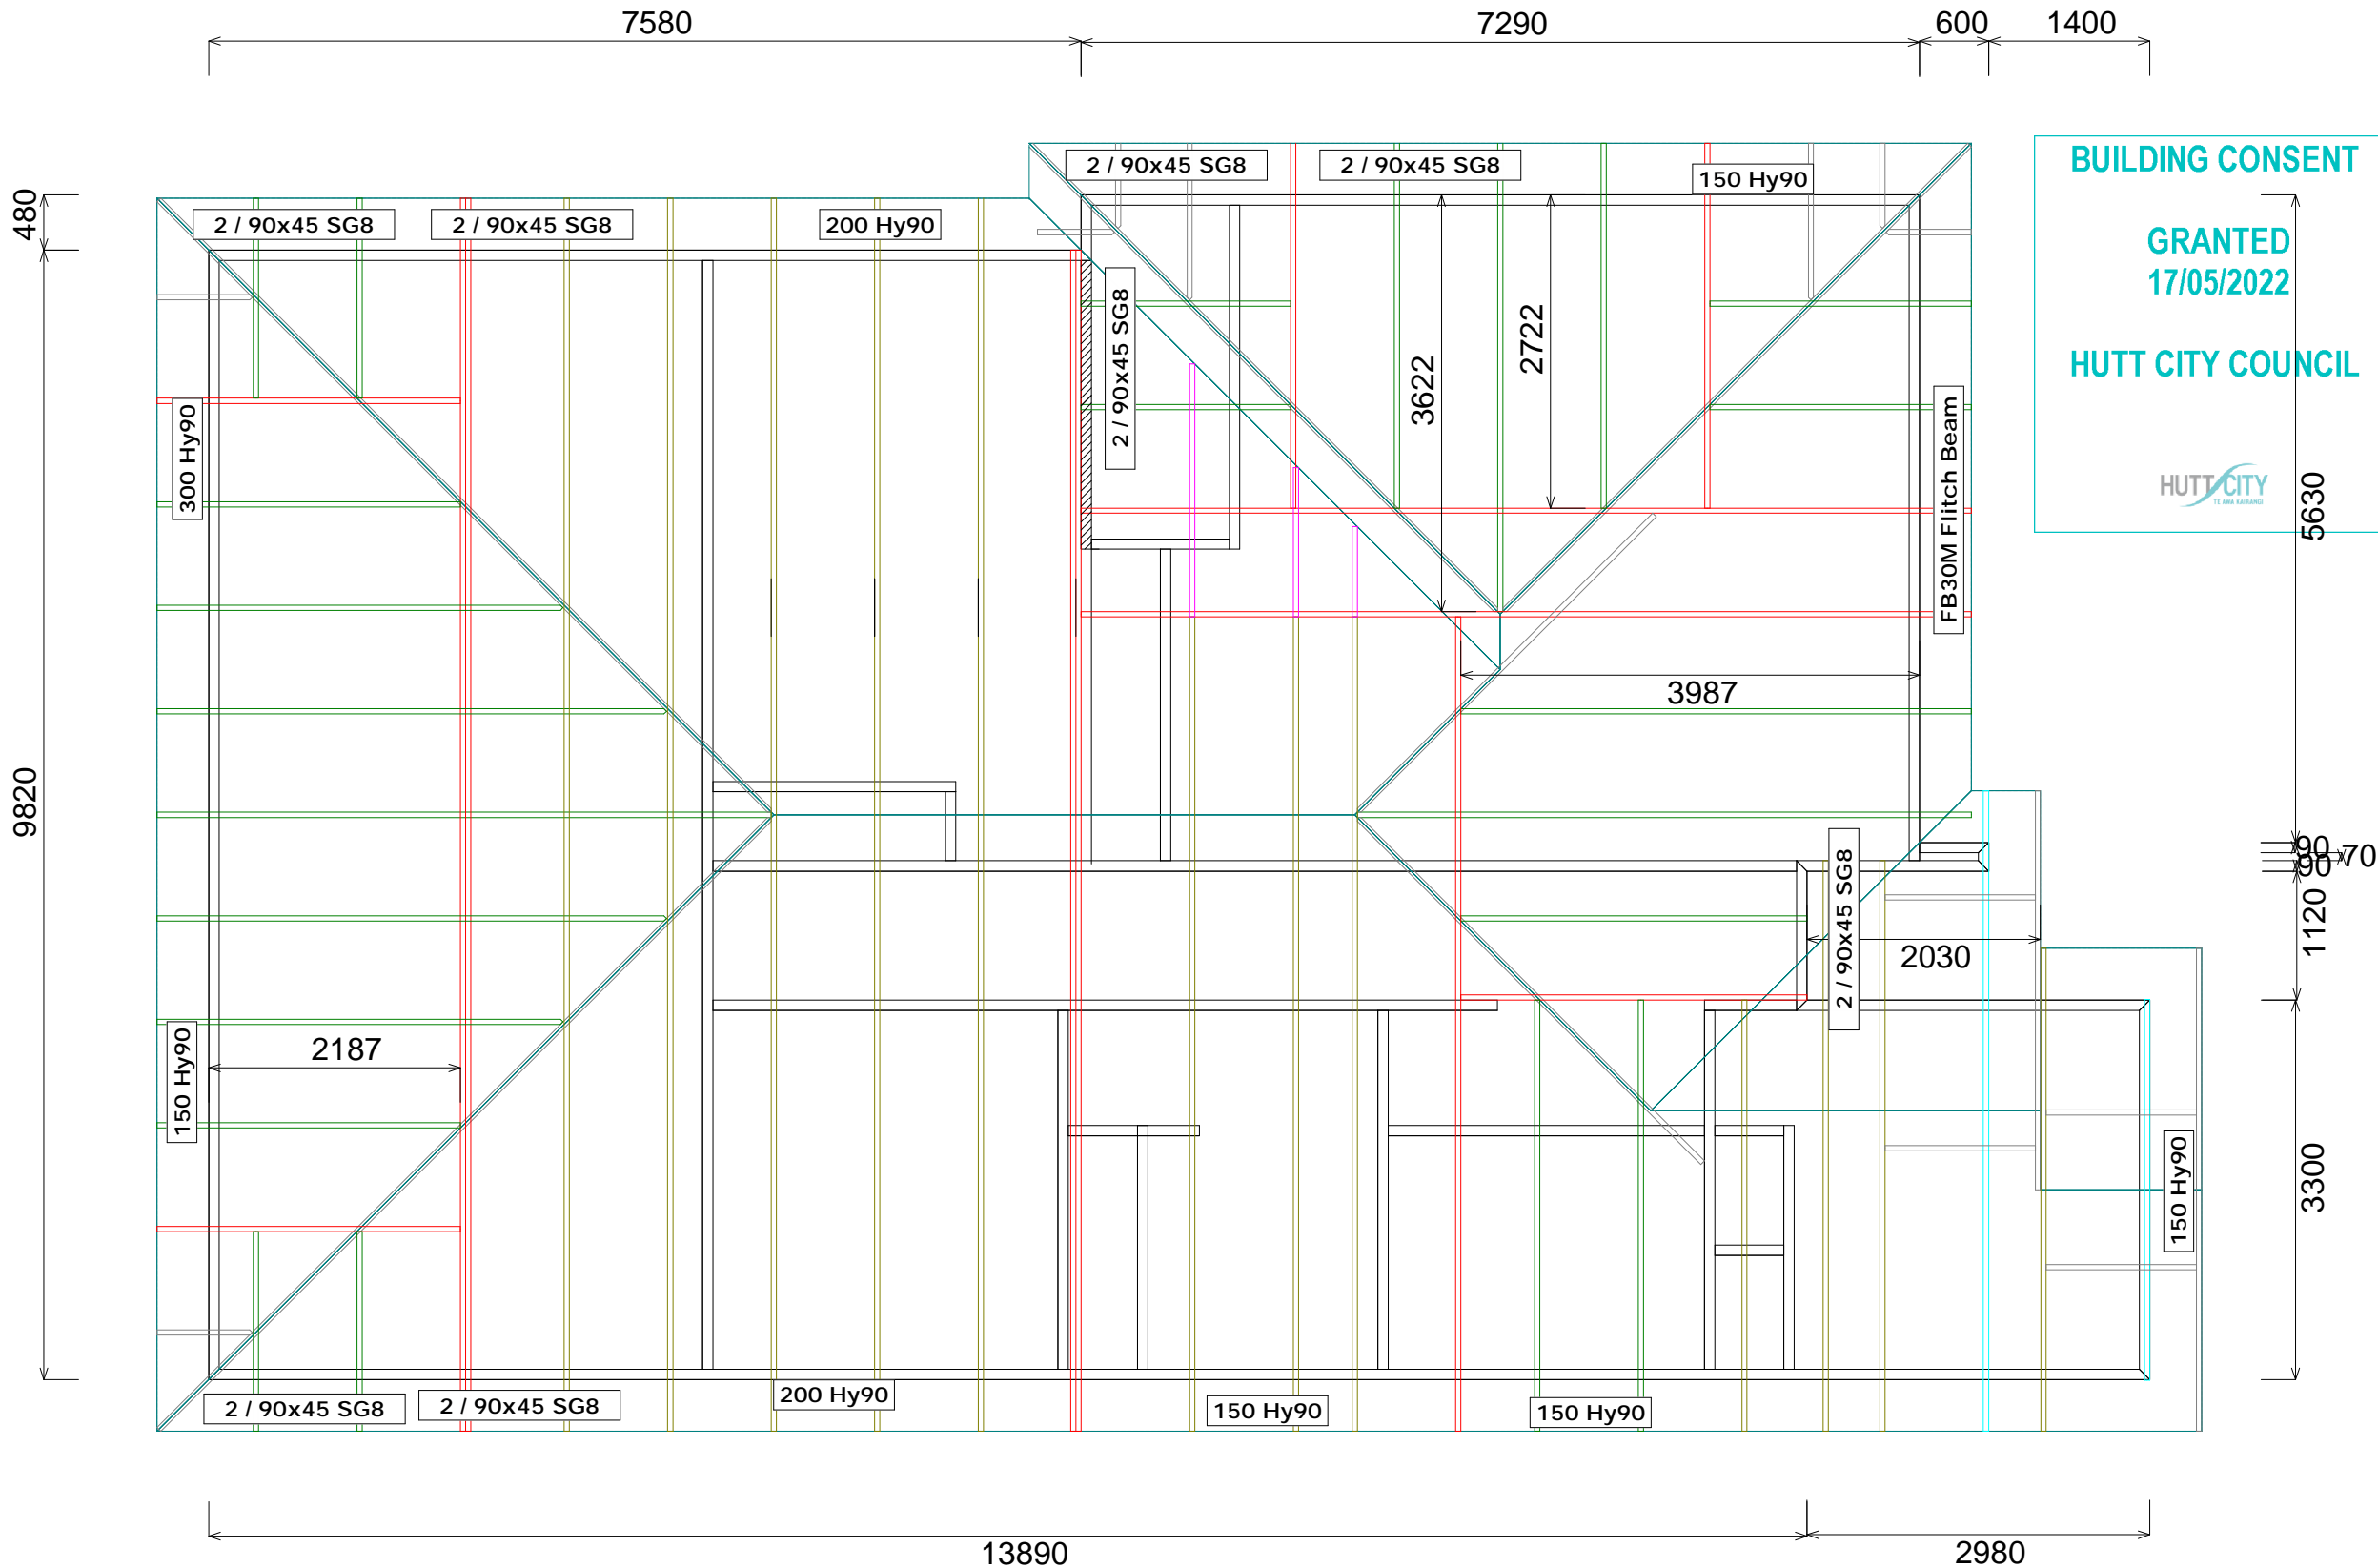 7580
7290
600
1400
480
2 / 90x45 SG8
2 / 90x45 SG8
200 Hy90
2 / 90x45 SG8
2 / 90x45 SG8
150 Hy90
BUILDING CONSENT
GRANTED
17/05/2022
HUTT CITY COUNCIL
HUTT CITY
300 Hy90
2 / 90x45 SG8
3622
2722
FB30M Flitch Beam
5630
3987
9820
90
70
90
2 / 90x45 SG8
1120
2030
2187
150 Hy90
3300
150 Hy90
2 / 90x45 SG8
2 / 90x45 SG8
200 Hy90
150 Hy90
150 Hy90
13890
2980